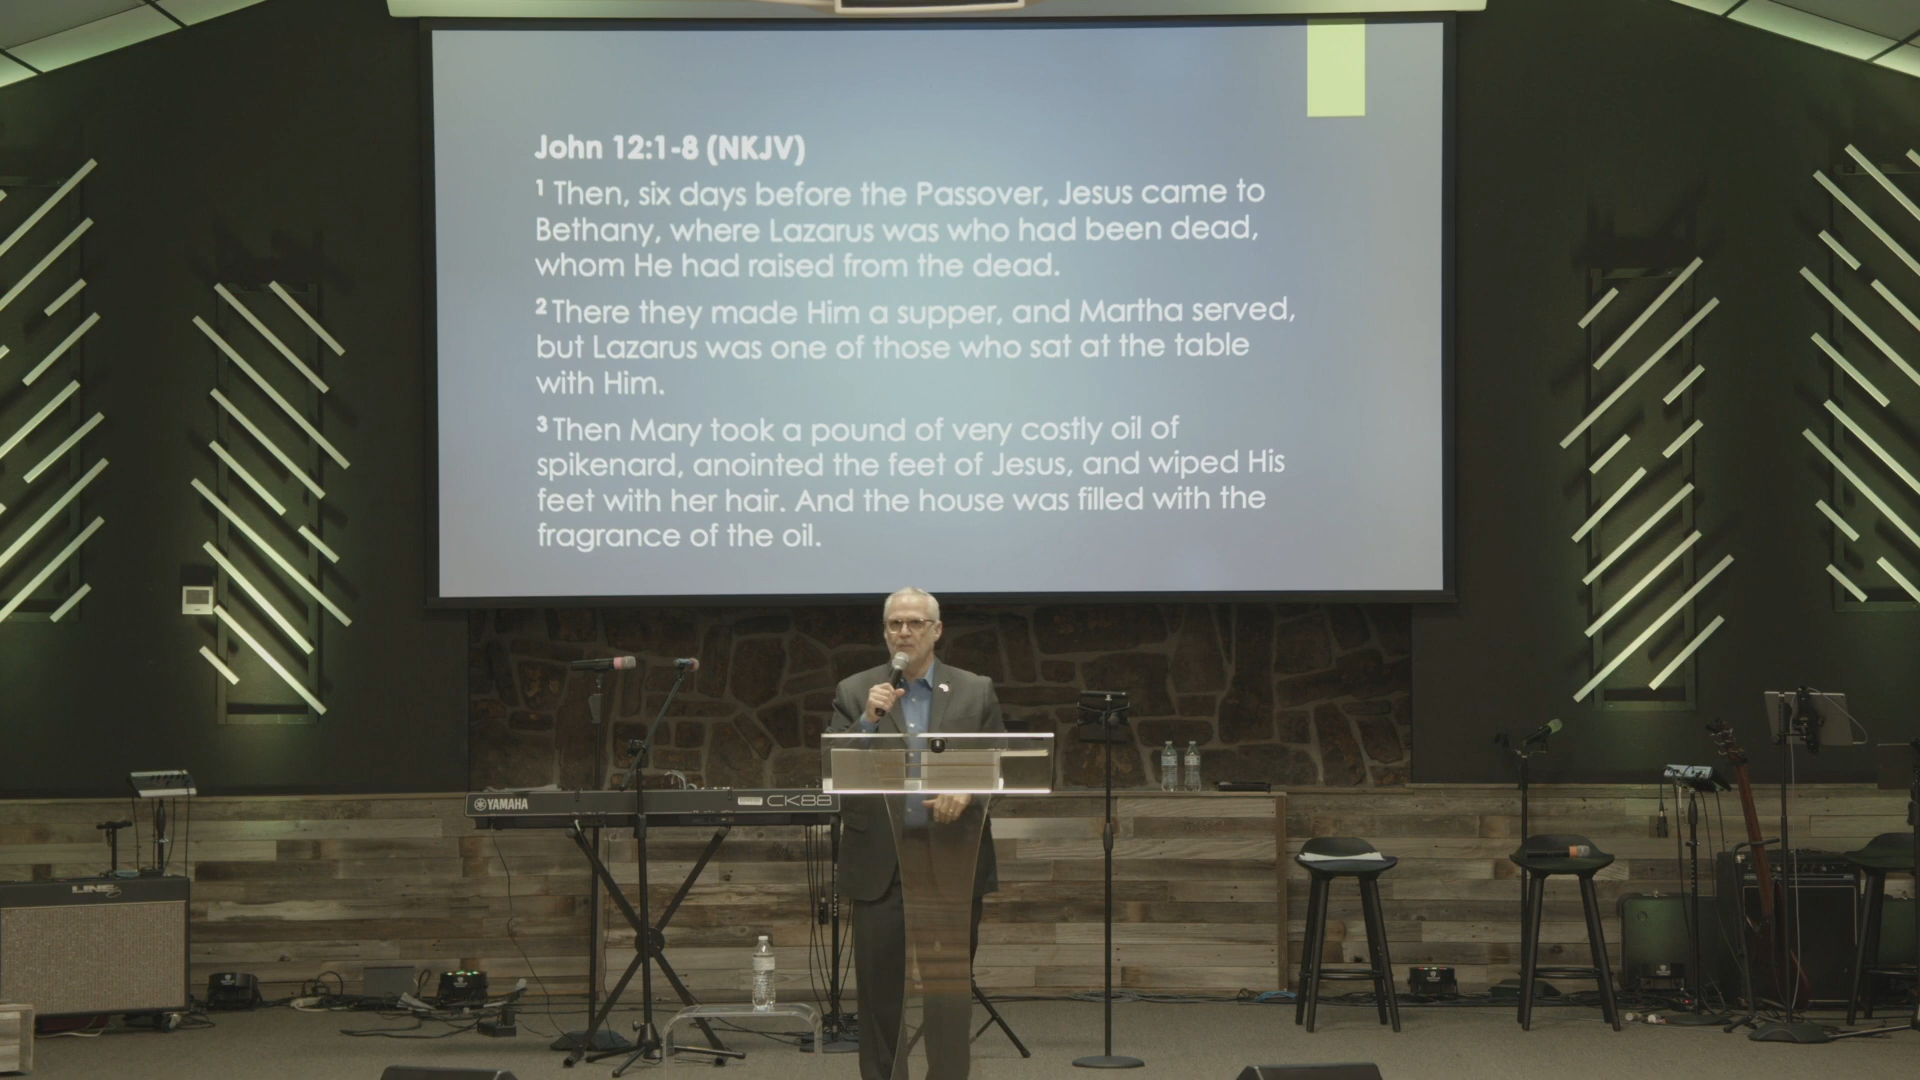 John 12:1-8 (NKJV)
1 Then, six days before the Passover, Jesus came to
Bethany, where Lazarus was who had been dead,
whom He had raised from the dead.
2 There they made Him a supper, and Martha served,
but Lazarus was one of those who sat at the table
with Him.
3 Then Mary took a pound of very costly oil of
spikenard, anointed the feet of Jesus, and wiped His
feet with her hair. And the house was filled with the
fragrance of the oil.
YAMAHA
CK88
LINE 6